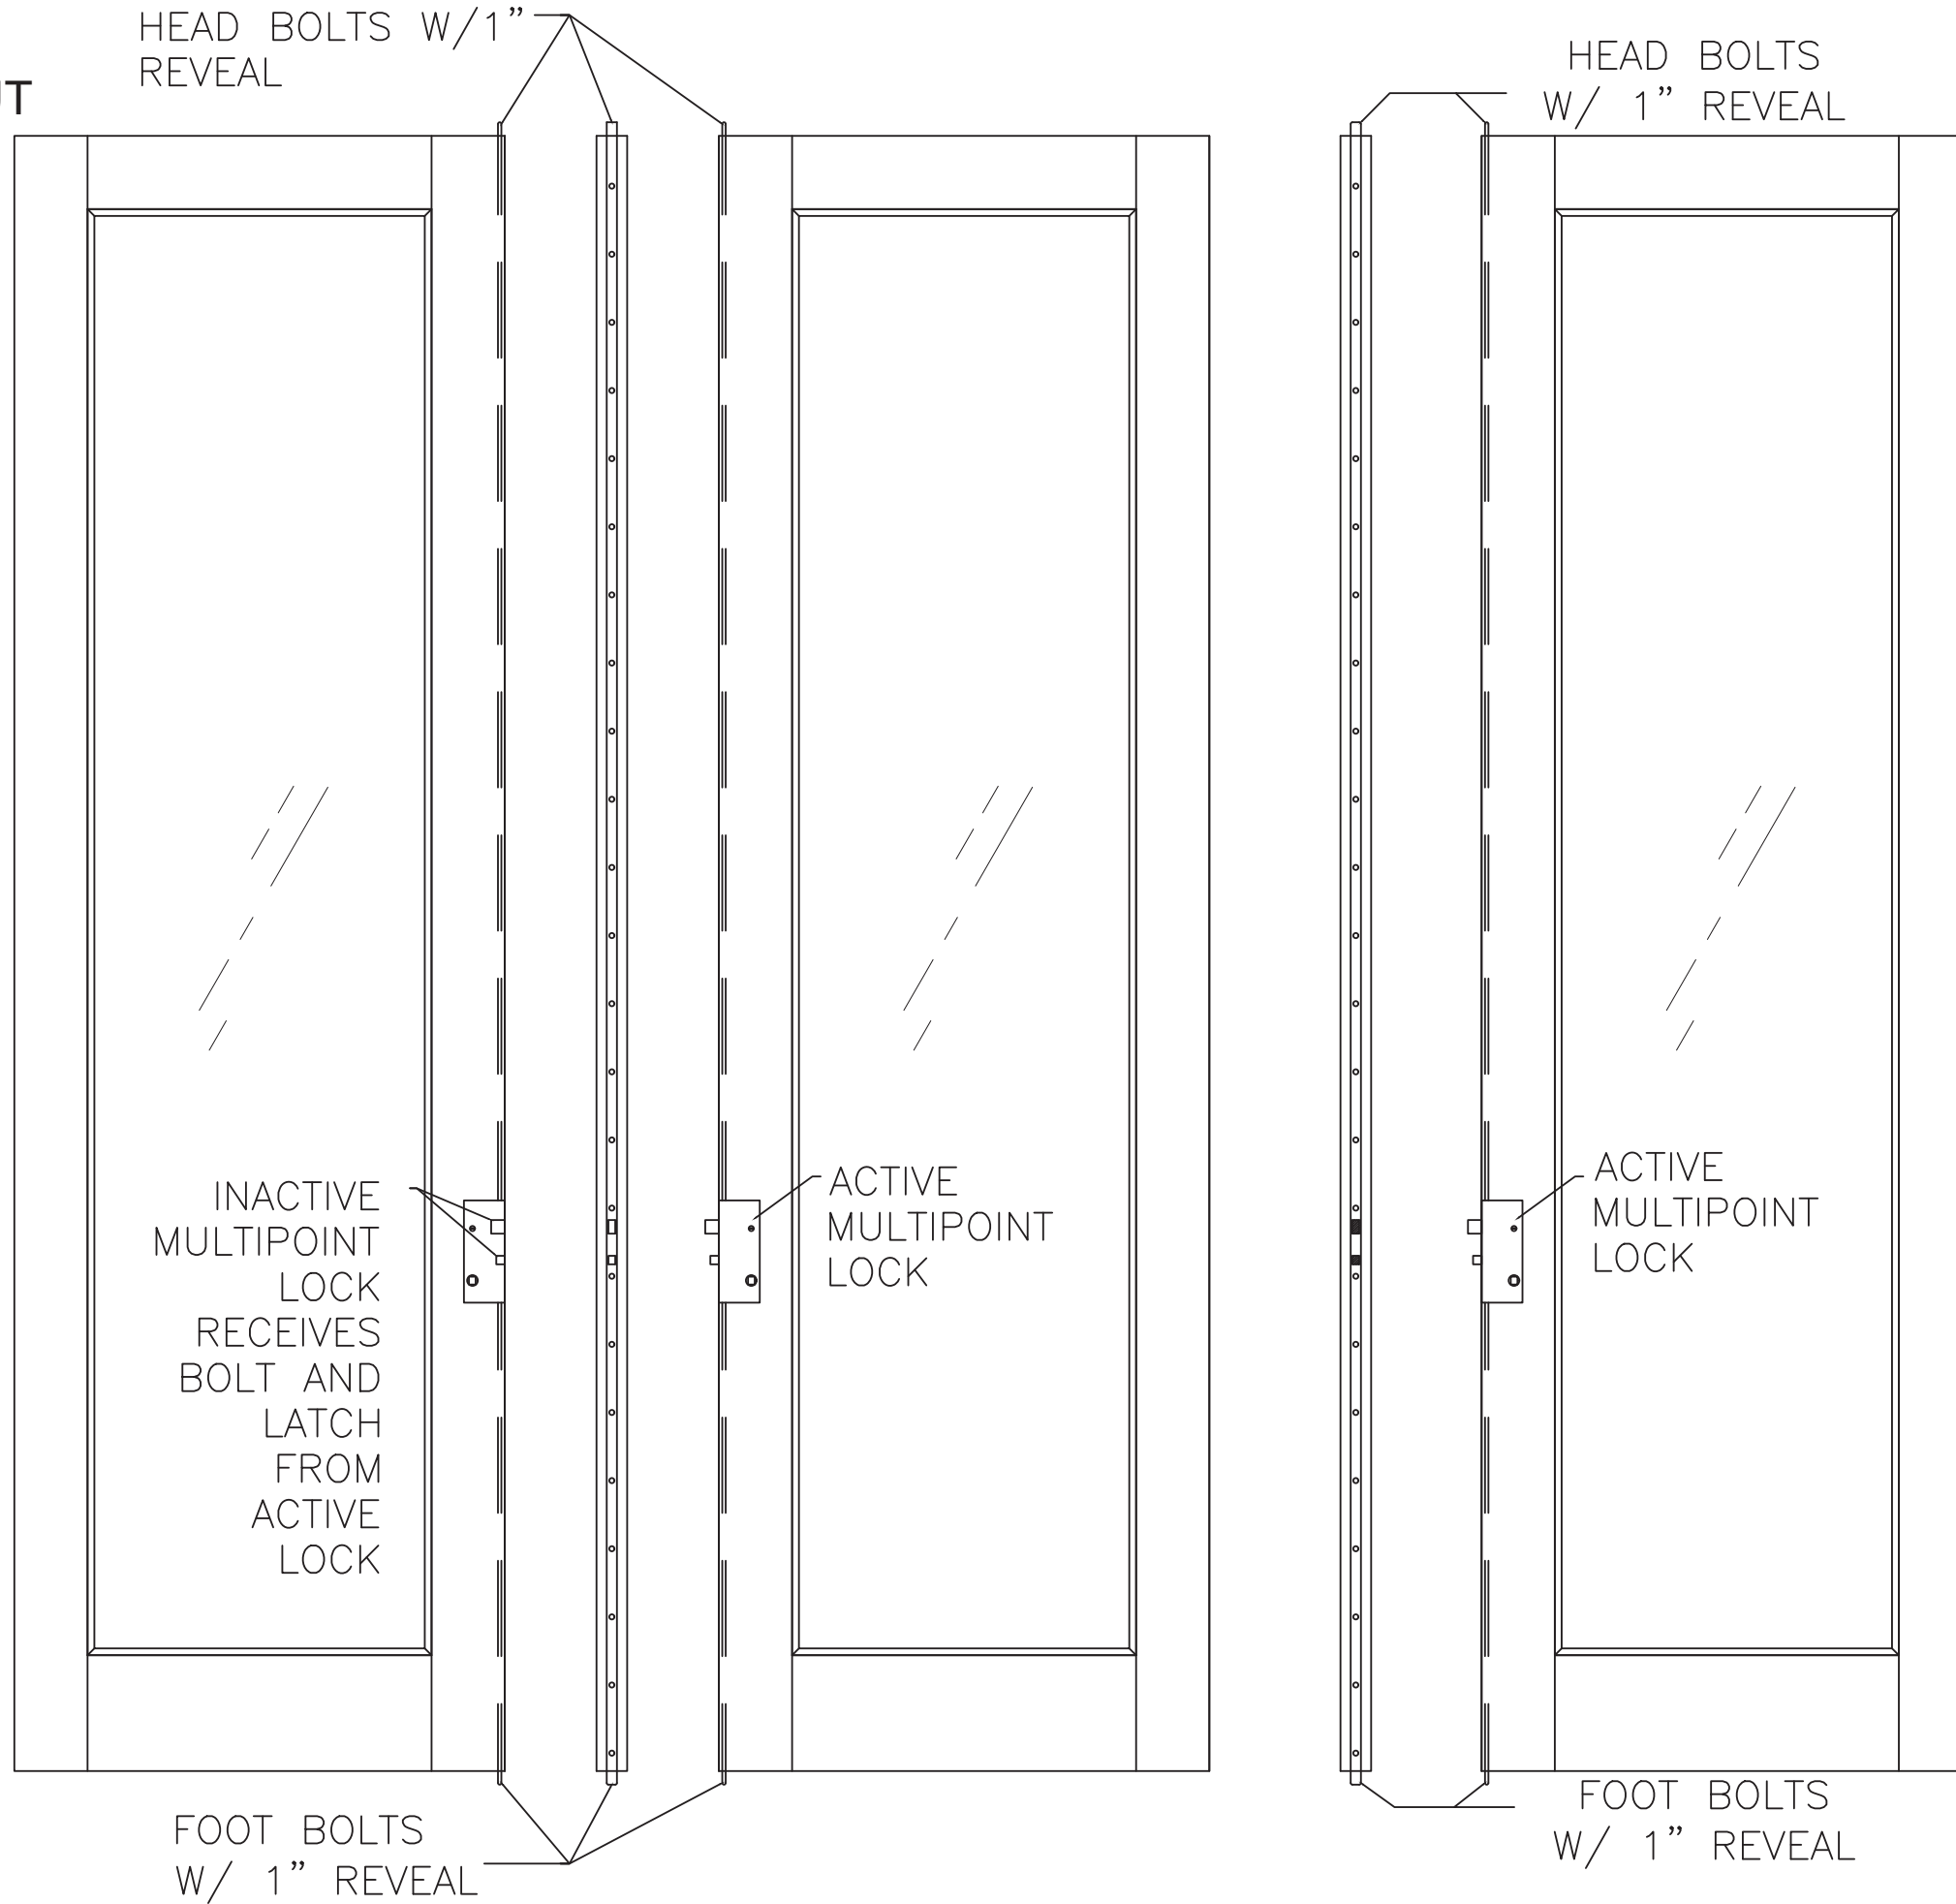 HEAD BOLTS W/1”
REVEAL
HEAD BOLTS
W/ 1” REVEAL
INACTIVE
MULTIPOINT
LOCK
RECEIVES
BOLT AND
LATCH
FROM
ACTIVE
LOCK
ACTIVE
MULTIPOINT
LOCK
ACTIVE
MULTIPOINT
LOCK
FOOT BOLTS
W/ 1” REVEAL
FOOT BOLTS
W/ 1” REVEAL